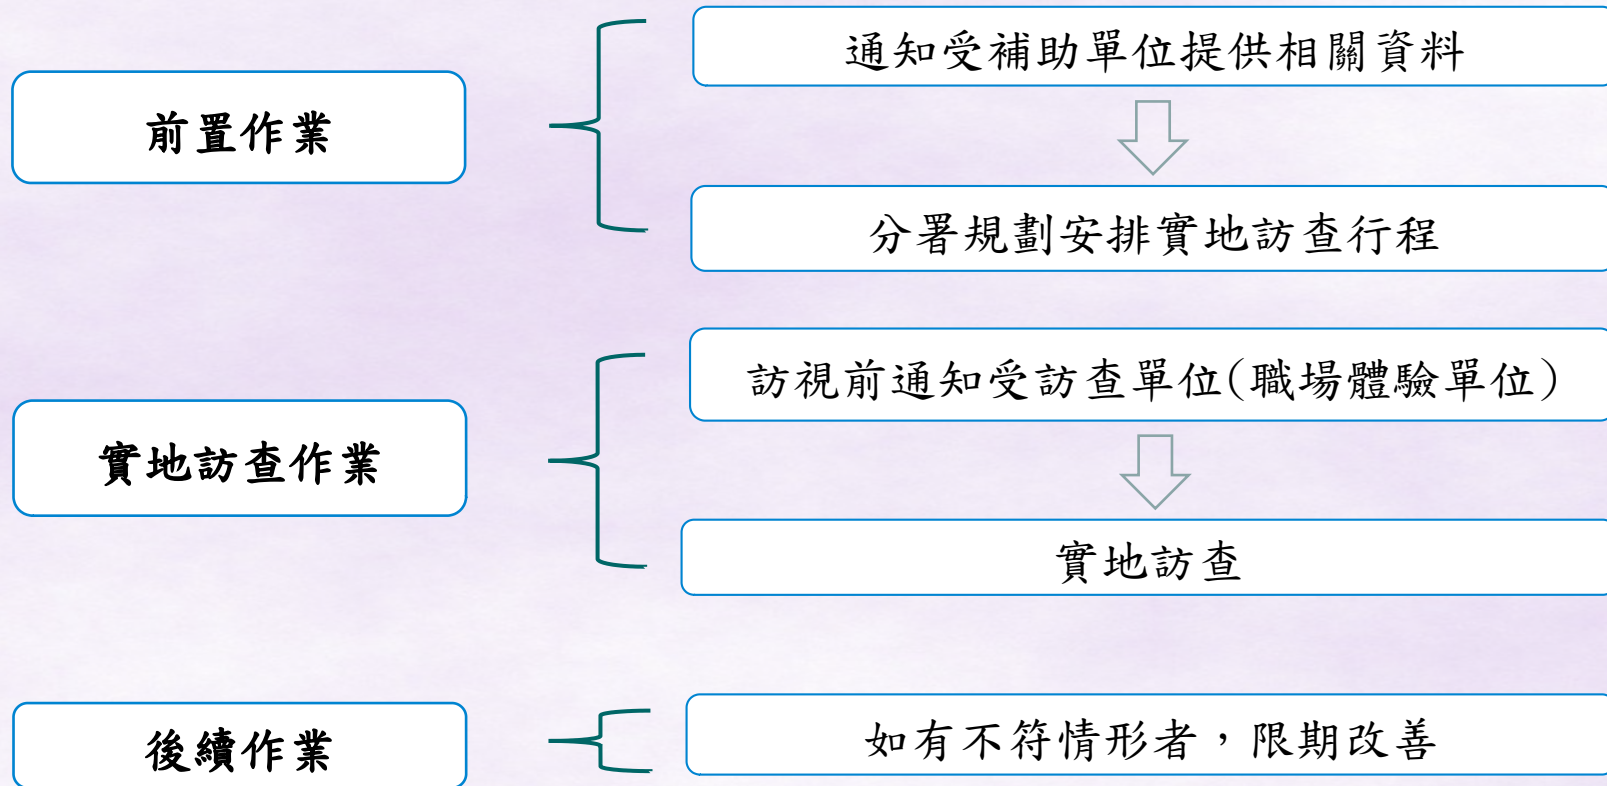 前置作業
通知受補助單位提供相關資料
分署規劃安排實地訪查行程
實地訪查作業
訪視前通知受訪查單位(職場體驗單位)
實地訪查
後續作業
如有不符情形者，限期改善